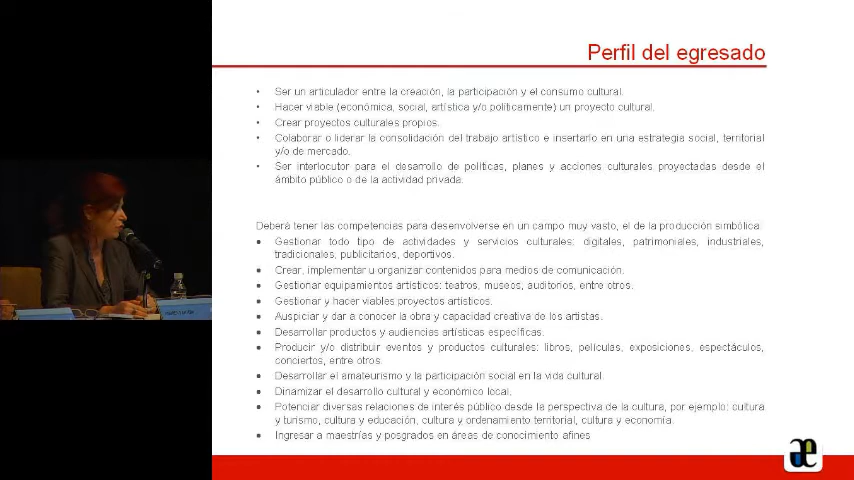 Perfil del egresado
• Ser un articulador entre la creación, la participación y el consumo cultural.
• Hacer viable (económica, social, artística y/o políticamente) un proyecto cultural.
• Crear proyectos culturales propios.
• Colaborar o liderar la consolidación del trabajo artístico e insertarlo en una estrategia social, territorial
y/o de mercado.
• Ser interlocutor para el desarrollo de políticas, planes y acciones culturales proyectadas desde el
ámbito público o de la actividad privada.
Deberá tener las competencias para desenvolverse en un campo muy vasto, el de la producción simbólica:
● Gestionar todo tipo de actividades y servicios culturales: digitales, patrimoniales, industriales,
tradicionales, publicitarios, deportivos.
● Crear, implementar u organizar contenidos para medios de comunicación.
● Gestionar equipamientos artísticos: teatros, museos, auditorios, entre otros.
● Gestionar y hacer viables proyectos artísticos.
● Auspiciar y dar a conocer la obra y capacidad creativa de los artistas.
● Desarrollar productos y audiencias artísticas específicas.
● Producir y/o distribuir eventos y productos culturales: libros, películas, exposiciones, espectáculos,
conciertos, entre otros.
● Desarrollar el amateurismo y la participación social en la vida cultural
● Dinamizar el desarrollo cultural y económico local,
● Potenciar diversas relaciones de interés público desde la perspectiva de la cultura, por ejemplo: cultura
y turismo, cultura y educación, cultura y ordenamiento territorial, cultura y economía.
● Ingresar a maestrías y posgrados en áreas de conocimiento afines
æ